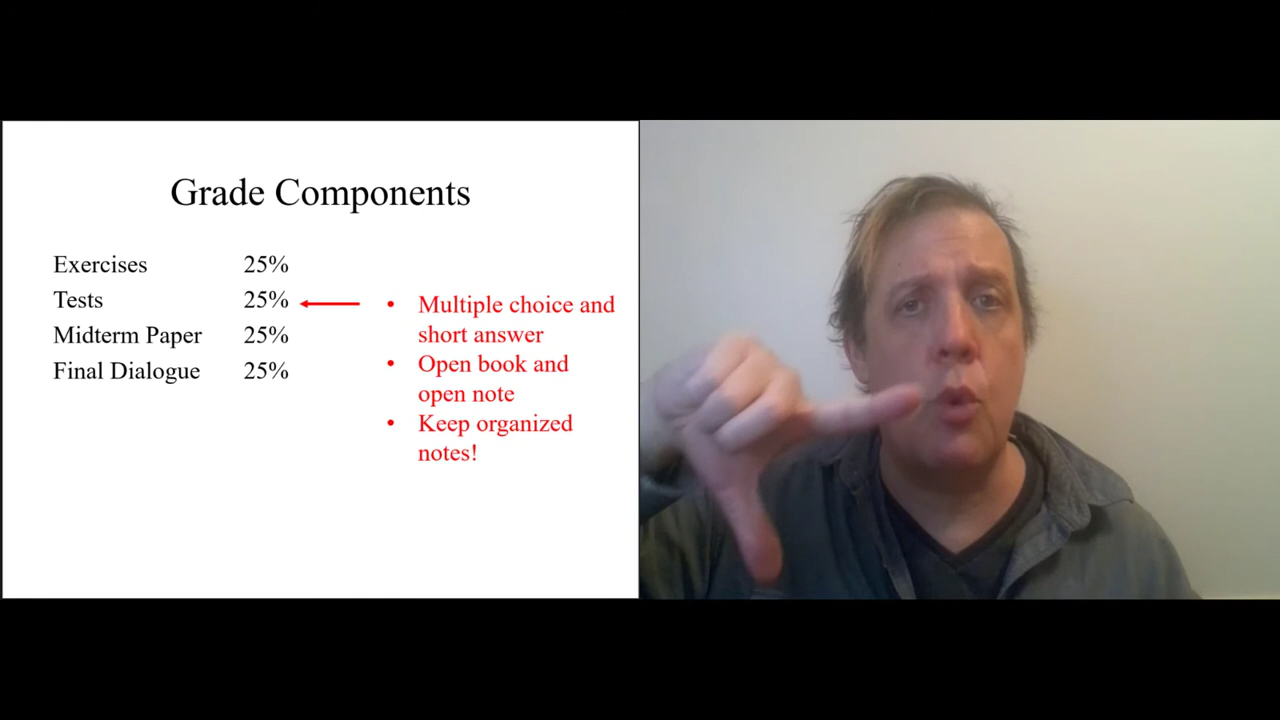 Grade Components
Exercises 25%
Tests 25%
Midterm Paper 25%
Final Dialogue 25%
• Multiple choice and
short answer
• Open book and
open note
• Keep organized
notes!